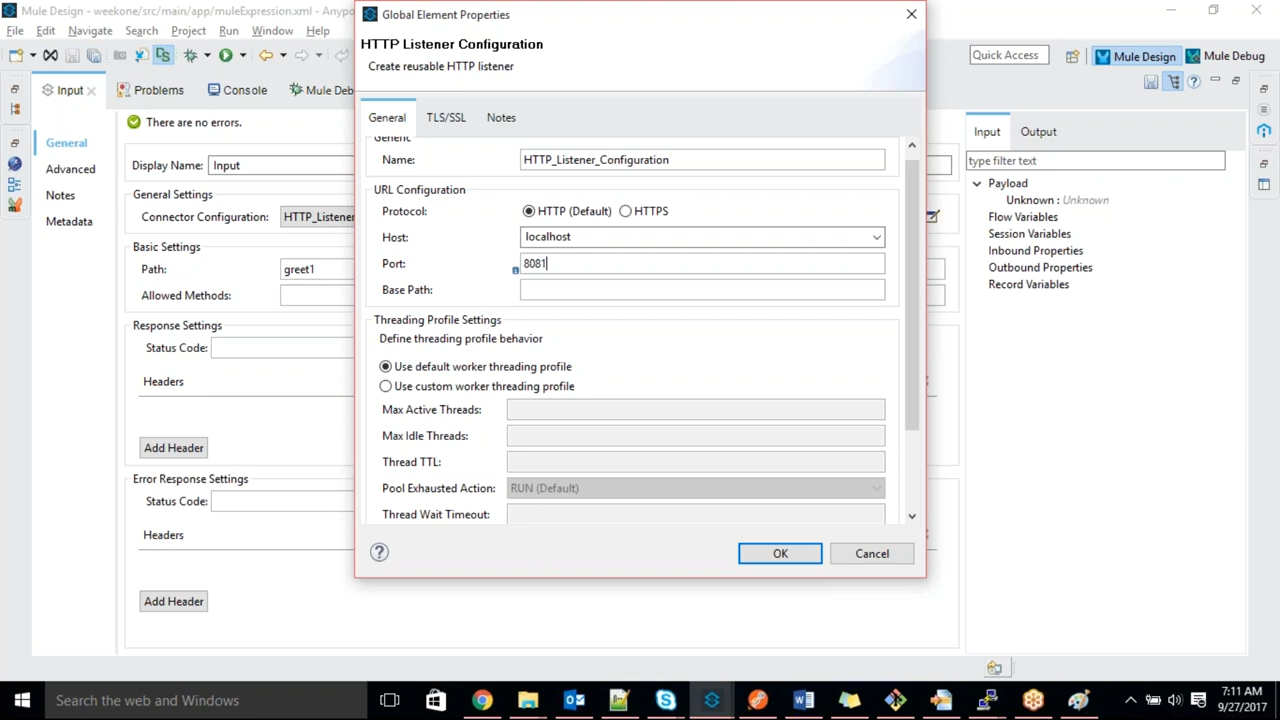 Mule Design - weekone/src/main/app/muleExpression.xml - Anypo
File Edit Navigate Search Project Run Window Help
Quick Access
Mule Design
Mule Debug
Input
Problems
Console
Mule Deb
There are no errors.
General
Advanced
Notes
Metadata
Display Name: Input
General Settings
Connector Configuration: HTTP_Listener
Basic Settings
Path: greet1
Allowed Methods:
Response Settings
Status Code:
Headers
Add Header
Error Response Settings
Status Code:
Headers
Add Header
Global Element Properties
HTTP Listener Configuration
Create reusable HTTP listener
General TLS/SSL Notes
Generic
Name: HTTP_Listener_Configuration
URL Configuration
Protocol: HTTP (Default) HTTPS
Host: localhost
Port: 8081
Base Path:
Threading Profile Settings
Define threading profile behavior
Use default worker threading profile
Use custom worker threading profile
Max Active Threads:
Max Idle Threads:
Thread TTL:
Pool Exhausted Action: RUN (Default)
Thread Wait Timeout:
OK Cancel
Input Output
type filter text
Payload
Unknown : Unknown
Flow Variables
Session Variables
Inbound Properties
Outbound Properties
Record Variables
Search the web and Windows
7:11 AM
9/27/2017